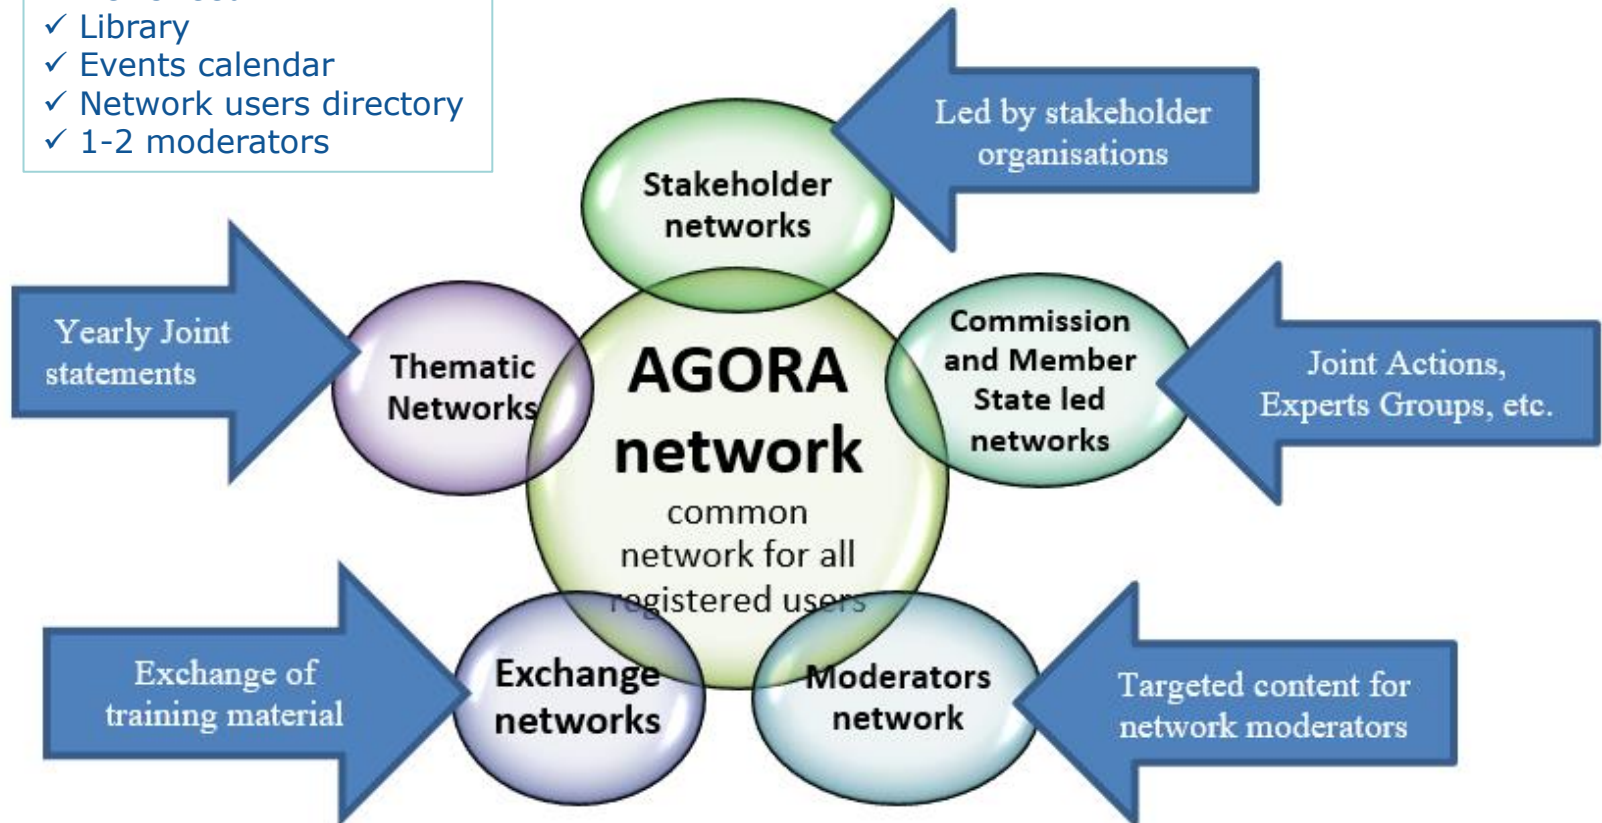 ✓ Library
✓ Events calendar
✓ Network users directory
✓ 1-2 moderators
Led by stakeholder
organisations
Stakeholder
networks
Yearly Joint
statements
Thematic
Networks
AGORA
network
common
network for all
registered users
Commission
and Member
State led
networks
Joint Actions,
Experts Groups, etc.
Exchange of
training material
Exchange
networks
Moderators
network
Targeted content for
network moderators